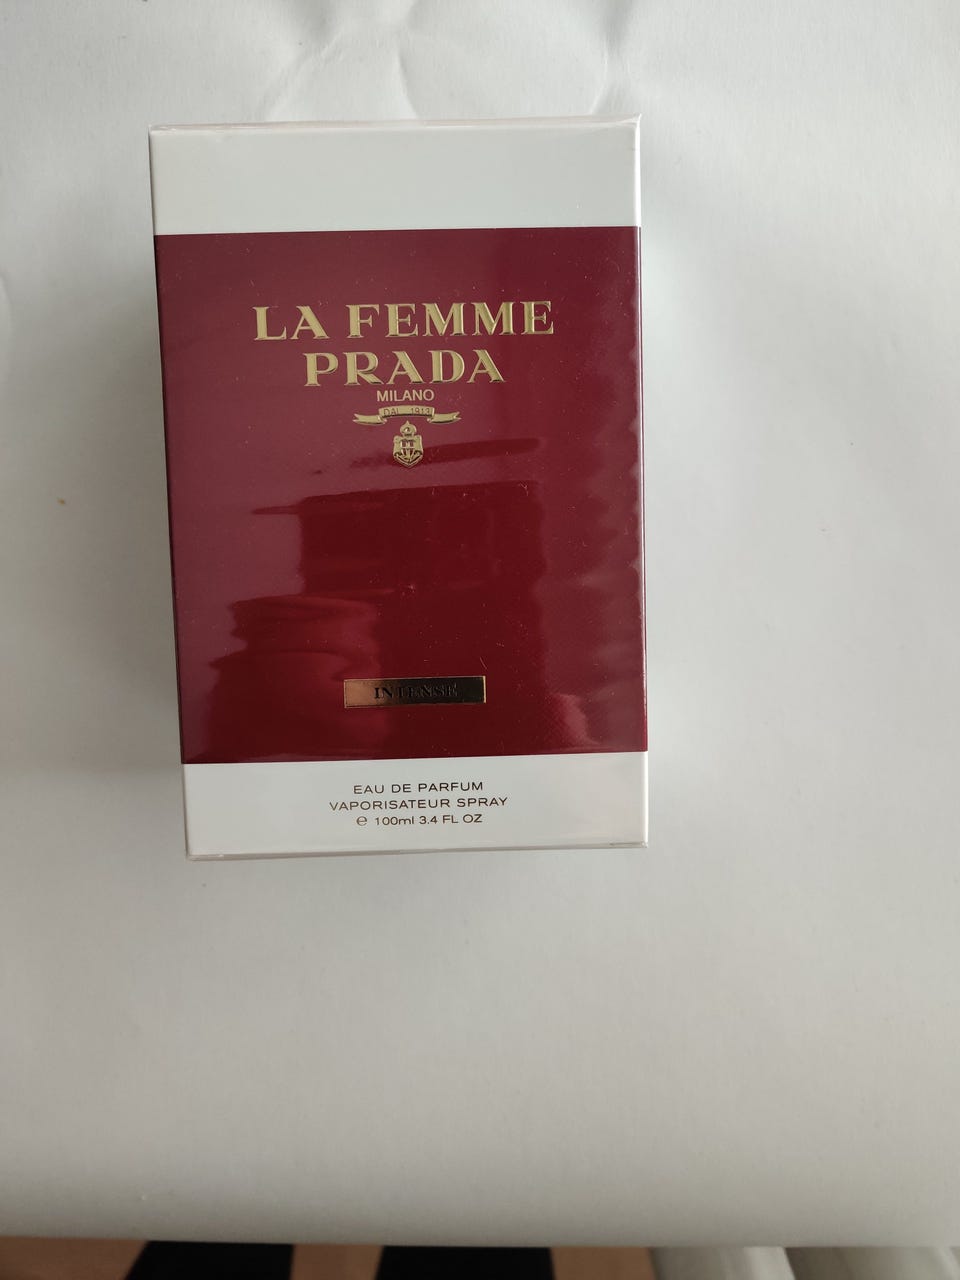 LA FEMME
PRADA
MILANO
DAL 1913
INTENSE
EAU DE PARFUM
VAPORISATEUR SPRAY
℮ 100ml 3.4 FL OZ